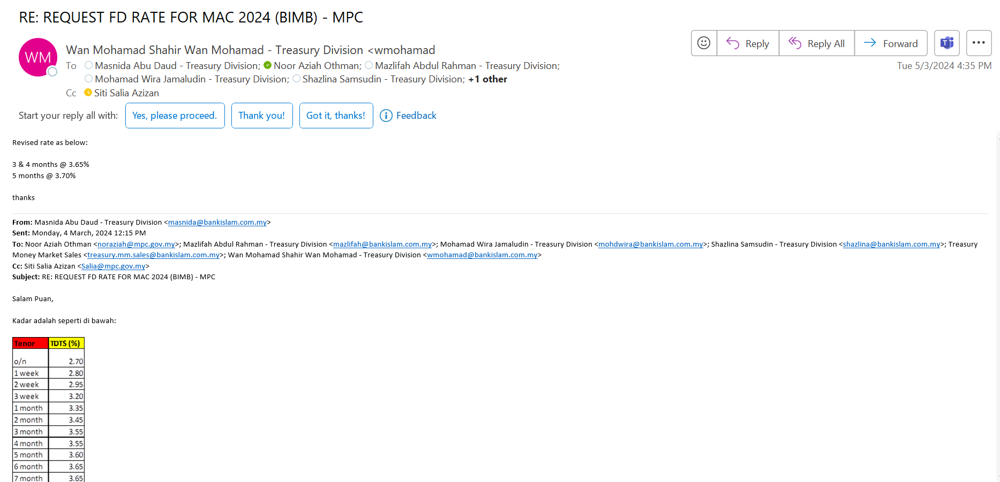 RE: REQUEST FD RATE FOR MAC 2024 (BIMB) - MPC
WM
Wan Mohamad Shahir Wan Mohamad - Treasury Division <wmohamad
Reply
Reply All
Forward
To Masnida Abu Daud - Treasury Division; Noor Aziah Othman; Mazlifah Abdul Rahman - Treasury Division;
Tue 5/3/2024 4:35 PM
Mohamad Wira Jamaludin - Treasury Division; Shazlina Samsudin - Treasury Division; +1 other
Cc Siti Salia Azizan
Start your reply all with: Yes, please proceed. Thank you! Got it, thanks! Feedback
Revised rate as below:
3 & 4 months @ 3.65%
5 months @ 3.70%
thanks
From: Masnida Abu Daud - Treasury Division <masnida@bankislam.com.my>
Sent: Monday, 4 March, 2024 12:15 PM
To: Noor Aziah Othman <noraziah@mpc.gov.my>; Mazlifah Abdul Rahman - Treasury Division <mazlifah@bankislam.com.my>; Mohamad Wira Jamaludin - Treasury Division <mohdwira@bankislam.com.my>; Shazlina Samsudin - Treasury Division <shazlina@bankislam.com.my>; Treasury
Money Market Sales <treasury.mm.sales@bankislam.com.my>; Wan Mohamad Shahir Wan Mohamad - Treasury Division <wmohamad@bankislam.com.my>
Cc: Siti Salia Azizan <Salia@mpc.gov.my>
Subject: RE: REQUEST FD RATE FOR MAC 2024 (BIMB) - MPC
Salam Puan,
Kadar adalah seperti di bawah:
Tenor TDTS (%)
o/n 2.70
1 week 2.80
2 week 2.95
3 week 3.20
1 month 3.35
2 month 3.45
3 month 3.55
4 month 3.55
5 month 3.60
6 month 3.65
7 month 3.65